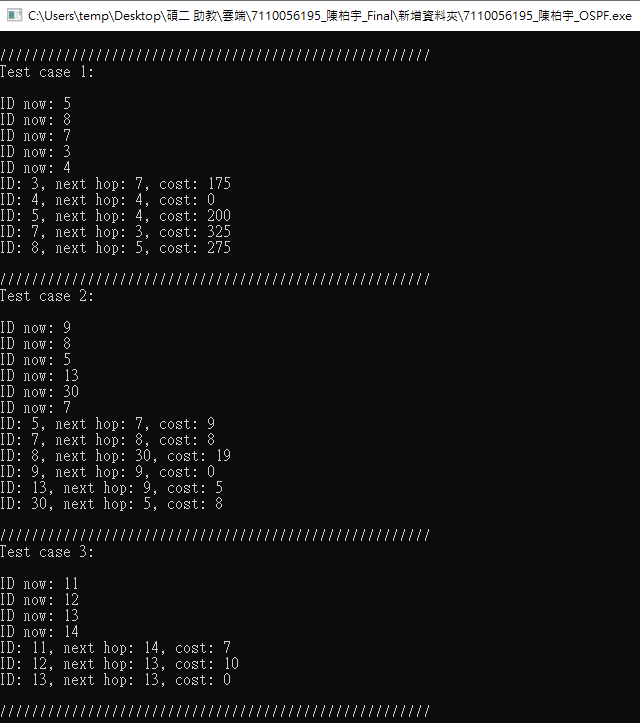 C:\Users\temp\Desktop\碩二 助教\雲端\7110056195_陳柏宇_Final\新增資料夾\7110056195_陳柏宇_OSPF.exe
//////////////////////////////////////////////////////
Test case 1:
ID now: 5
ID now: 8
ID now: 7
ID now: 3
ID now: 4
ID: 3, next hop: 7, cost: 175
ID: 4, next hop: 4, cost: 0
ID: 5, next hop: 4, cost: 200
ID: 7, next hop: 3, cost: 325
ID: 8, next hop: 5, cost: 275
//////////////////////////////////////////////////////
Test case 2:
ID now: 9
ID now: 8
ID now: 5
ID now: 13
ID now: 30
ID now: 7
ID: 5, next hop: 7, cost: 9
ID: 7, next hop: 8, cost: 8
ID: 8, next hop: 30, cost: 19
ID: 9, next hop: 9, cost: 0
ID: 13, next hop: 9, cost: 5
ID: 30, next hop: 5, cost: 8
//////////////////////////////////////////////////////
Test case 3:
ID now: 11
ID now: 12
ID now: 13
ID now: 14
ID: 11, next hop: 14, cost: 7
ID: 12, next hop: 13, cost: 10
ID: 13, next hop: 13, cost: 0
//////////////////////////////////////////////////////